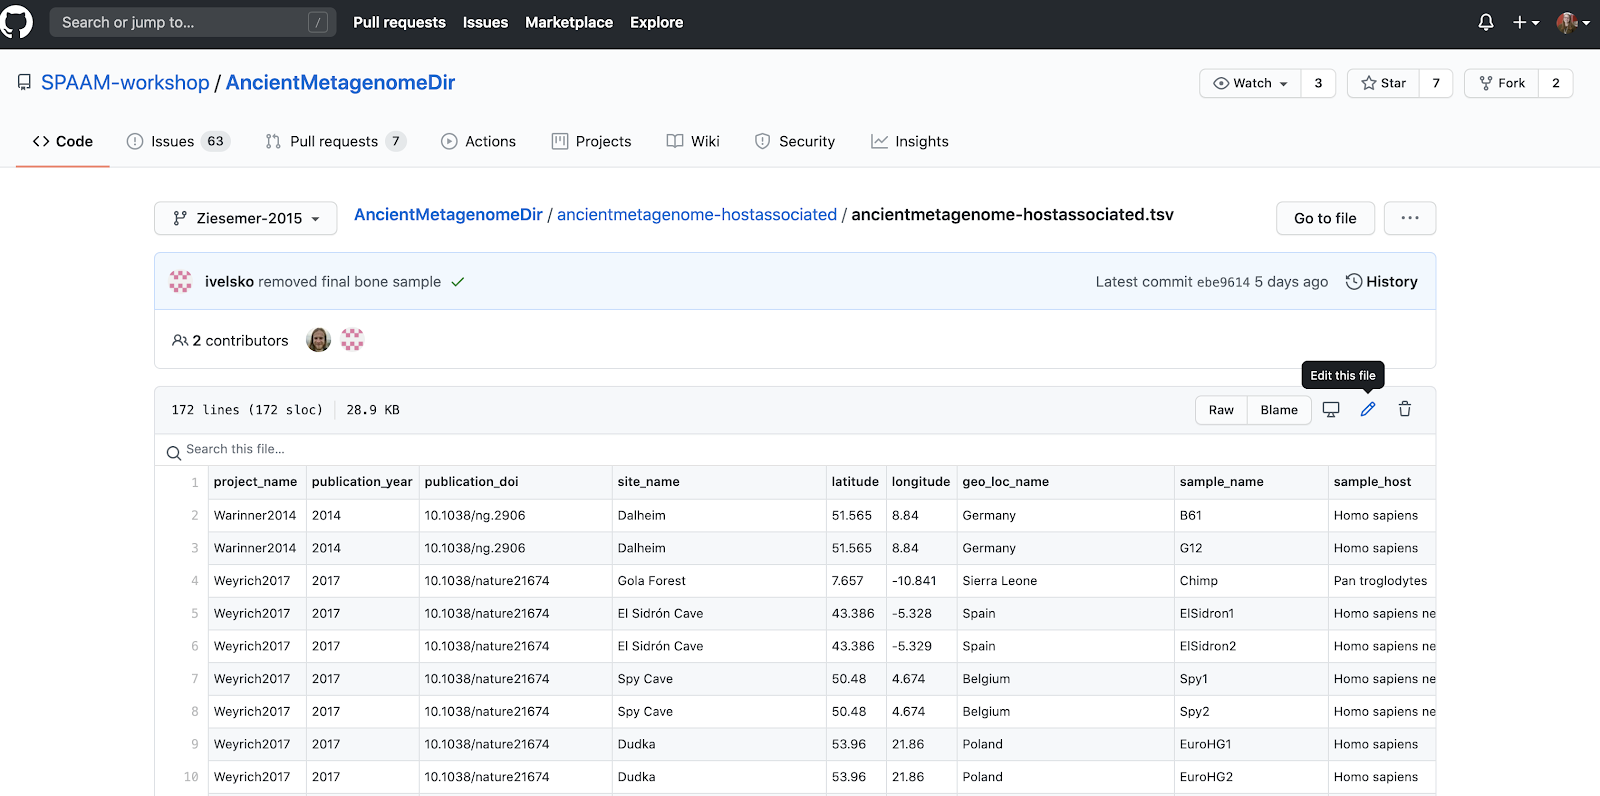 Search or jump to... /
Pull requests Issues Marketplace Explore
SPAAM-workshop / AncientMetagenomeDir
Watch 3 Star 7 Fork 2
Code Issues 63 Pull requests 7 Actions Projects Wiki Security Insights
Ziesemer-2015 AncientMetagenomeDir / ancientmetagenome-hostassociated / ancientmetagenome-hostassociated.tsv Go to file ...
ivelsko removed final bone sample Latest commit ebe9614 5 days ago History
2 contributors
Edit this file
172 lines (172 sloc) 28.9 KB Raw Blame
Search this file...
1 project_name publication_year publication_doi site_name latitude longitude geo_loc_name sample_name sample_host
2 Warinner2014 2014 10.1038/ng.2906 Dalheim 51.565 8.84 Germany B61 Homo sapiens
3 Warinner2014 2014 10.1038/ng.2906 Dalheim 51.565 8.84 Germany G12 Homo sapiens
4 Weyrich2017 2017 10.1038/nature21674 Gola Forest 7.657 -10.841 Sierra Leone Chimp Pan troglodytes
5 Weyrich2017 2017 10.1038/nature21674 El Sidrón Cave 43.386 -5.328 Spain ElSidron1 Homo sapiens ne
6 Weyrich2017 2017 10.1038/nature21674 El Sidrón Cave 43.386 -5.329 Spain ElSidron2 Homo sapiens ne
7 Weyrich2017 2017 10.1038/nature21674 Spy Cave 50.48 4.674 Belgium Spy1 Homo sapiens ne
8 Weyrich2017 2017 10.1038/nature21674 Spy Cave 50.48 4.674 Belgium Spy2 Homo sapiens ne
9 Weyrich2017 2017 10.1038/nature21674 Dudka 53.96 21.86 Poland EuroHG1 Homo sapiens
10 Weyrich2017 2017 10.1038/nature21674 Dudka 53.96 21.86 Poland EuroHG2 Homo sapiens